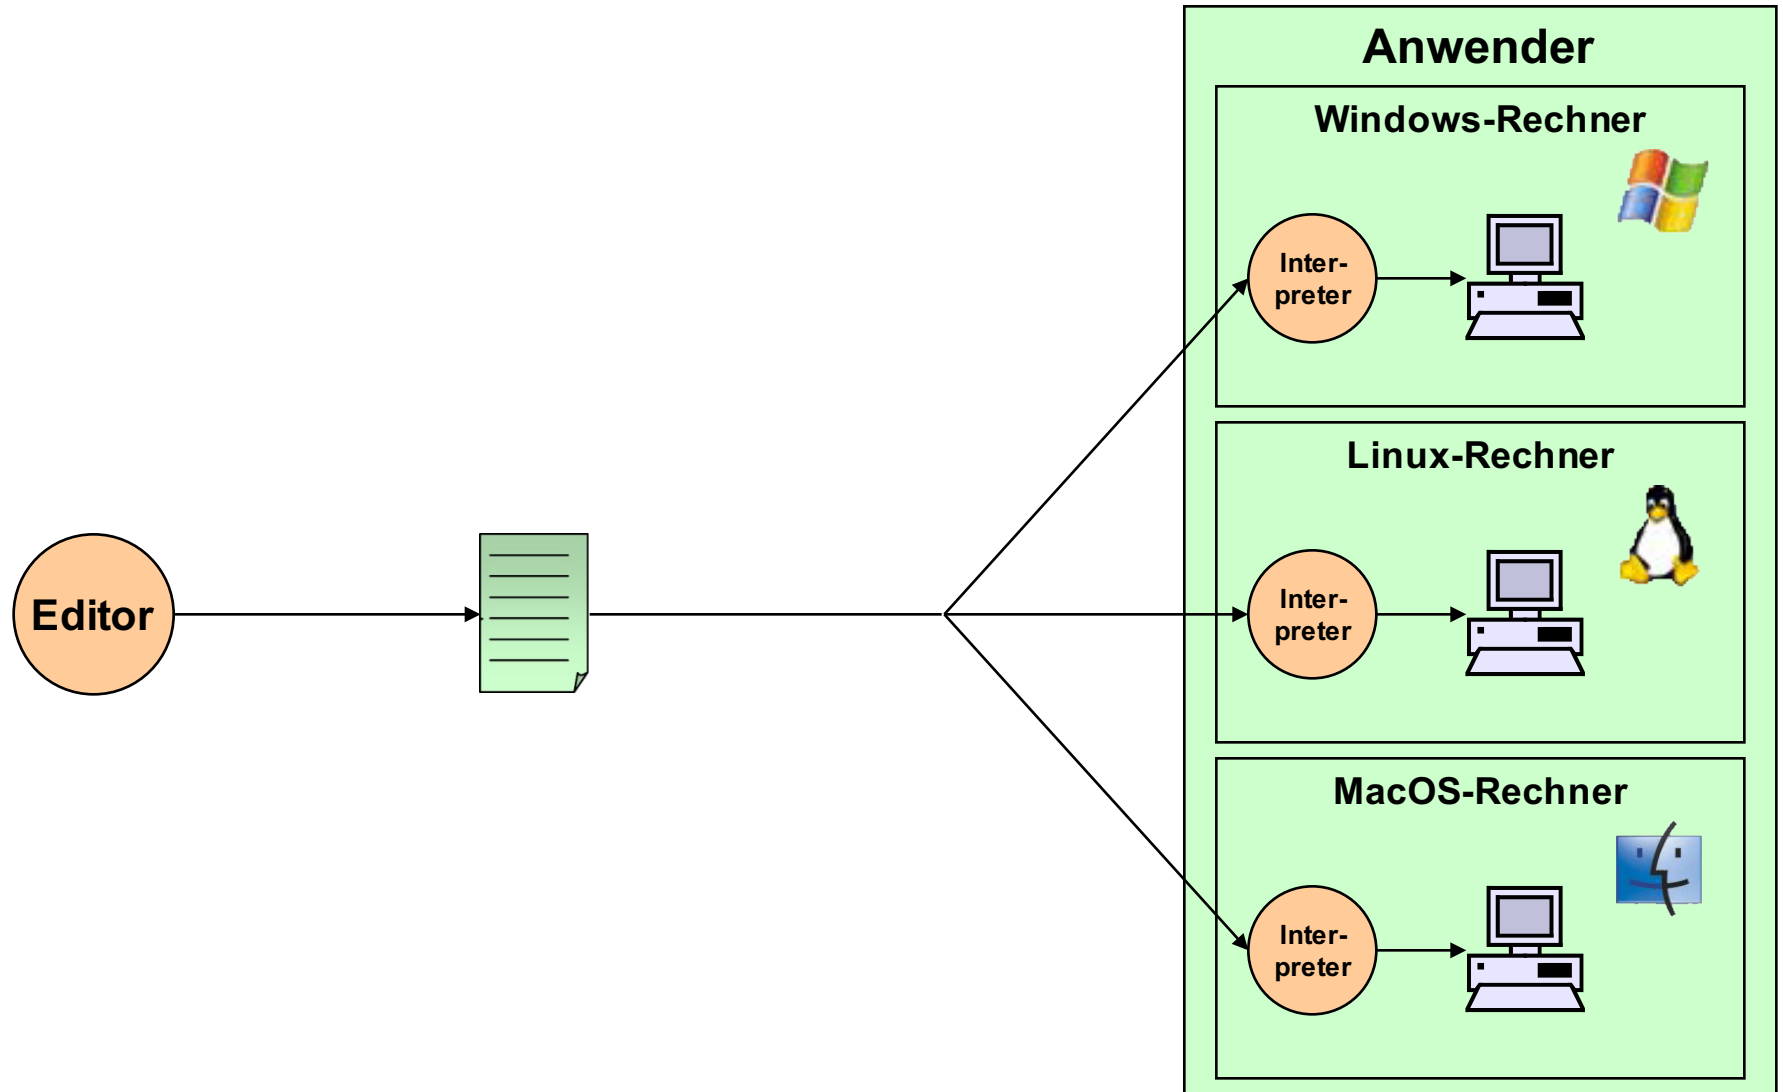 Anwender
Windows-Rechner
Inter-
preter
Linux-Rechner
Editor
Inter-
preter
MacOS-Rechner
Inter-
preter